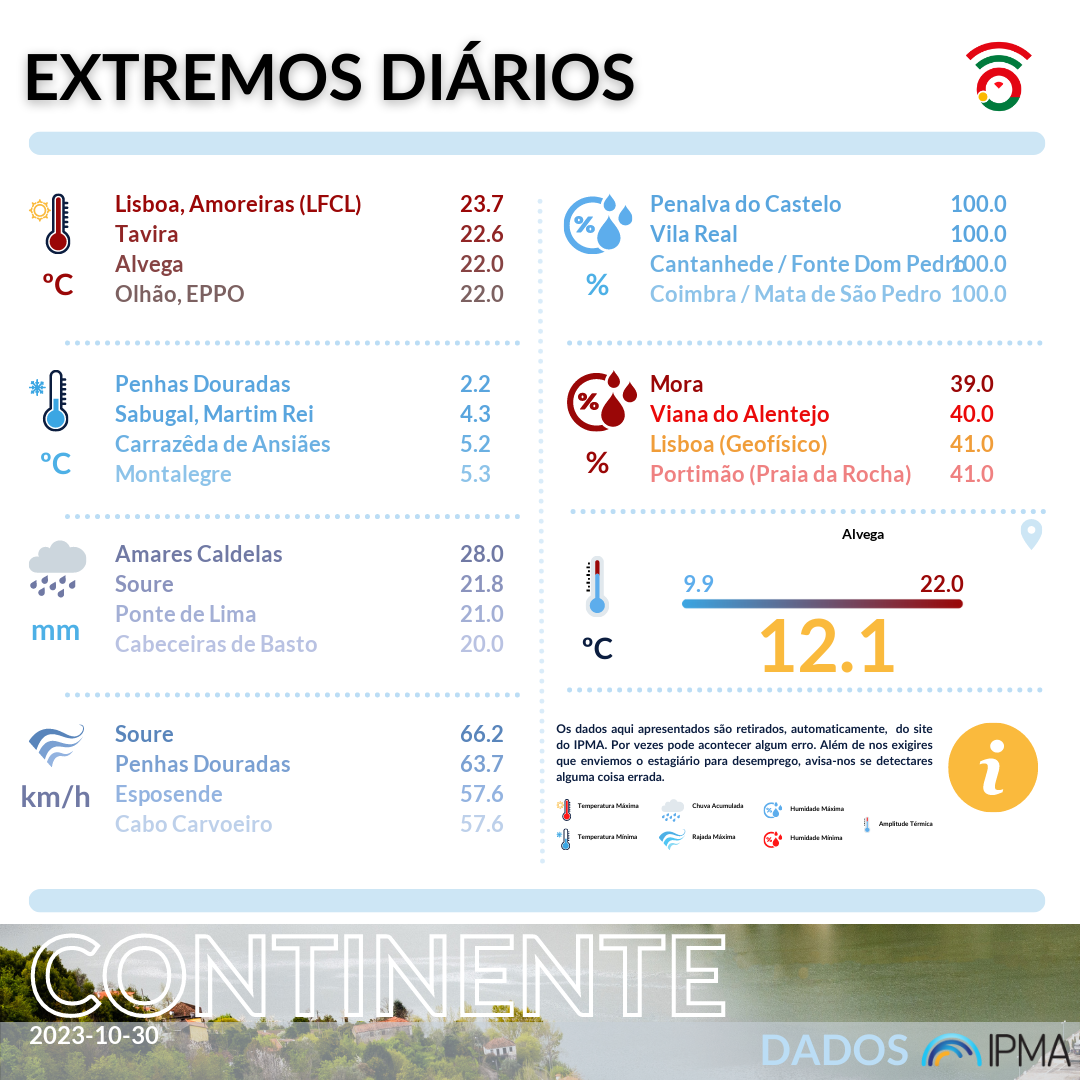 EXTREMOS DIÁRIOS
ºC
Lisboa, Amoreiras (LFCL) 23.7
Tavira 22.6
Alvega 22.0
Olhão, EPPO 22.0
ºC
Penhas Douradas 2.2
Sabugal, Martim Rei 4.3
Carrazêda de Ansiães 5.2
Montalegre 5.3
mm
Amares Caldelas 28.0
Soure 21.8
Ponte de Lima 21.0
Cabeceiras de Basto 20.0
km/h
Soure 66.2
Penhas Douradas 63.7
Esposende 57.6
Cabo Carvoeiro 57.6
%
%
Penalva do Castelo 100.0
Vila Real 100.0
Cantanhede / Fonte Dom Pedro 100.0
Coimbra / Mata de São Pedro 100.0
%
%
Mora 39.0
Viana do Alentejo 40.0
Lisboa (Geofísico) 41.0
Portimão (Praia da Rocha) 41.0
Alvega
9.9 22.0
ºC
12.1
Os dados aqui apresentados são retirados, automaticamente, do site
do IPMA. Por vezes pode acontecer algum erro. Além de nos exigires
que enviemos o estagiário para desemprego, avisa-nos se detectares
alguma coisa errada.
i
Temperatura Máxima
Chuva Acumulada
Humidade Máxima
Amplitude Térmica
Temperatura Mínima
Rajada Máxima
Humidade Mínima
CONTINENTE
2023-10-30
DADOS IPMA